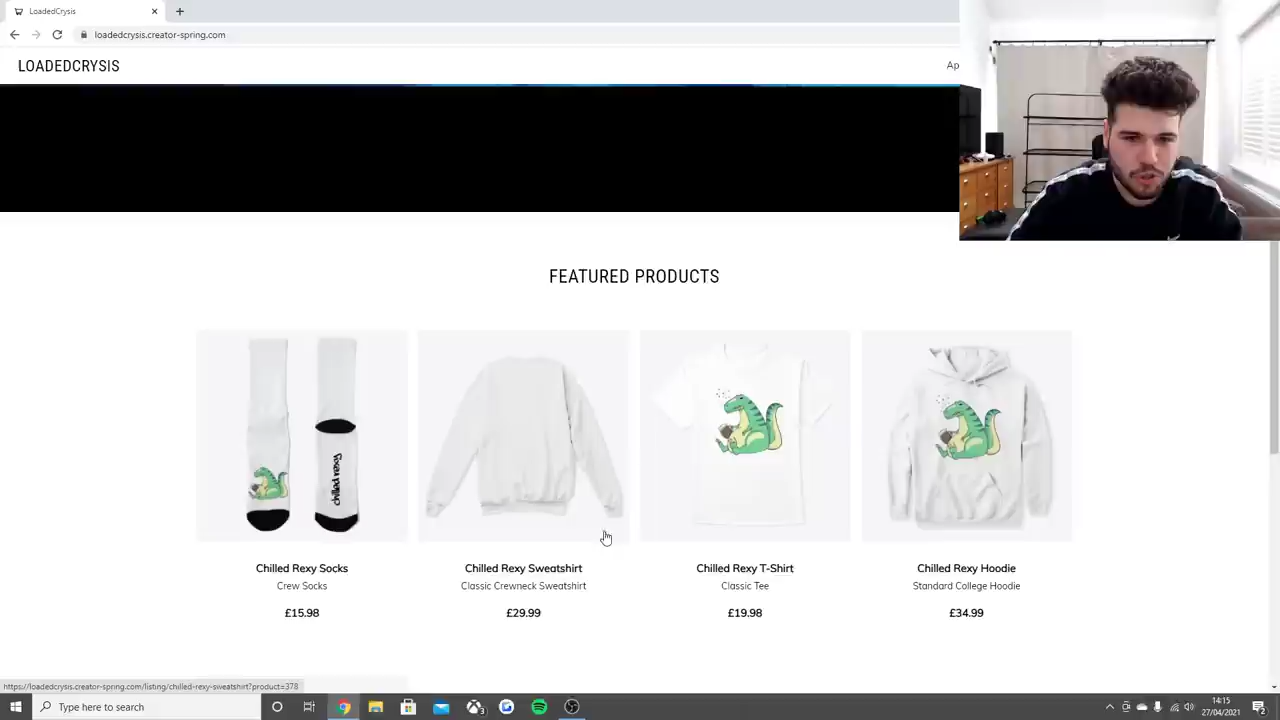 LoadedCrysis
loadedcrysis.creator-spring.com
LOADEDCRYSIS
Ap
FEATURED PRODUCTS
Chilled Rexy
Chilled Rexy Socks
Crew Socks
£15.98
Chilled Rexy Sweatshirt
Classic Crewneck Sweatshirt
£29.99
Chilled Rexy T-Shirt
Classic Tee
£19.98
Chilled Rexy Hoodie
Standard College Hoodie
£34.99
https://loadedcrysis.creator-spring.com/listing/chilled-rexy-sweatshirt?product=378
Type here to search
14:15
27/04/2021